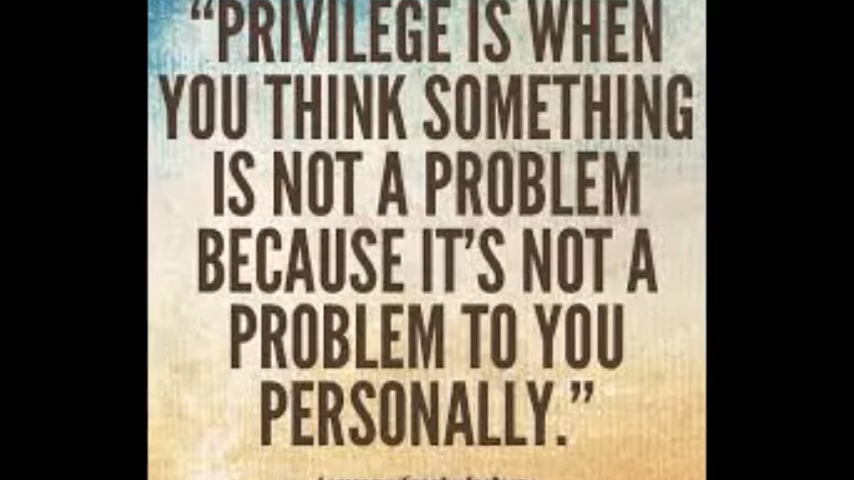 “PRIVILEGE IS WHEN
YOU THINK SOMETHING
IS NOT A PROBLEM
BECAUSE IT’S NOT A
PROBLEM TO YOU
PERSONALLY.”